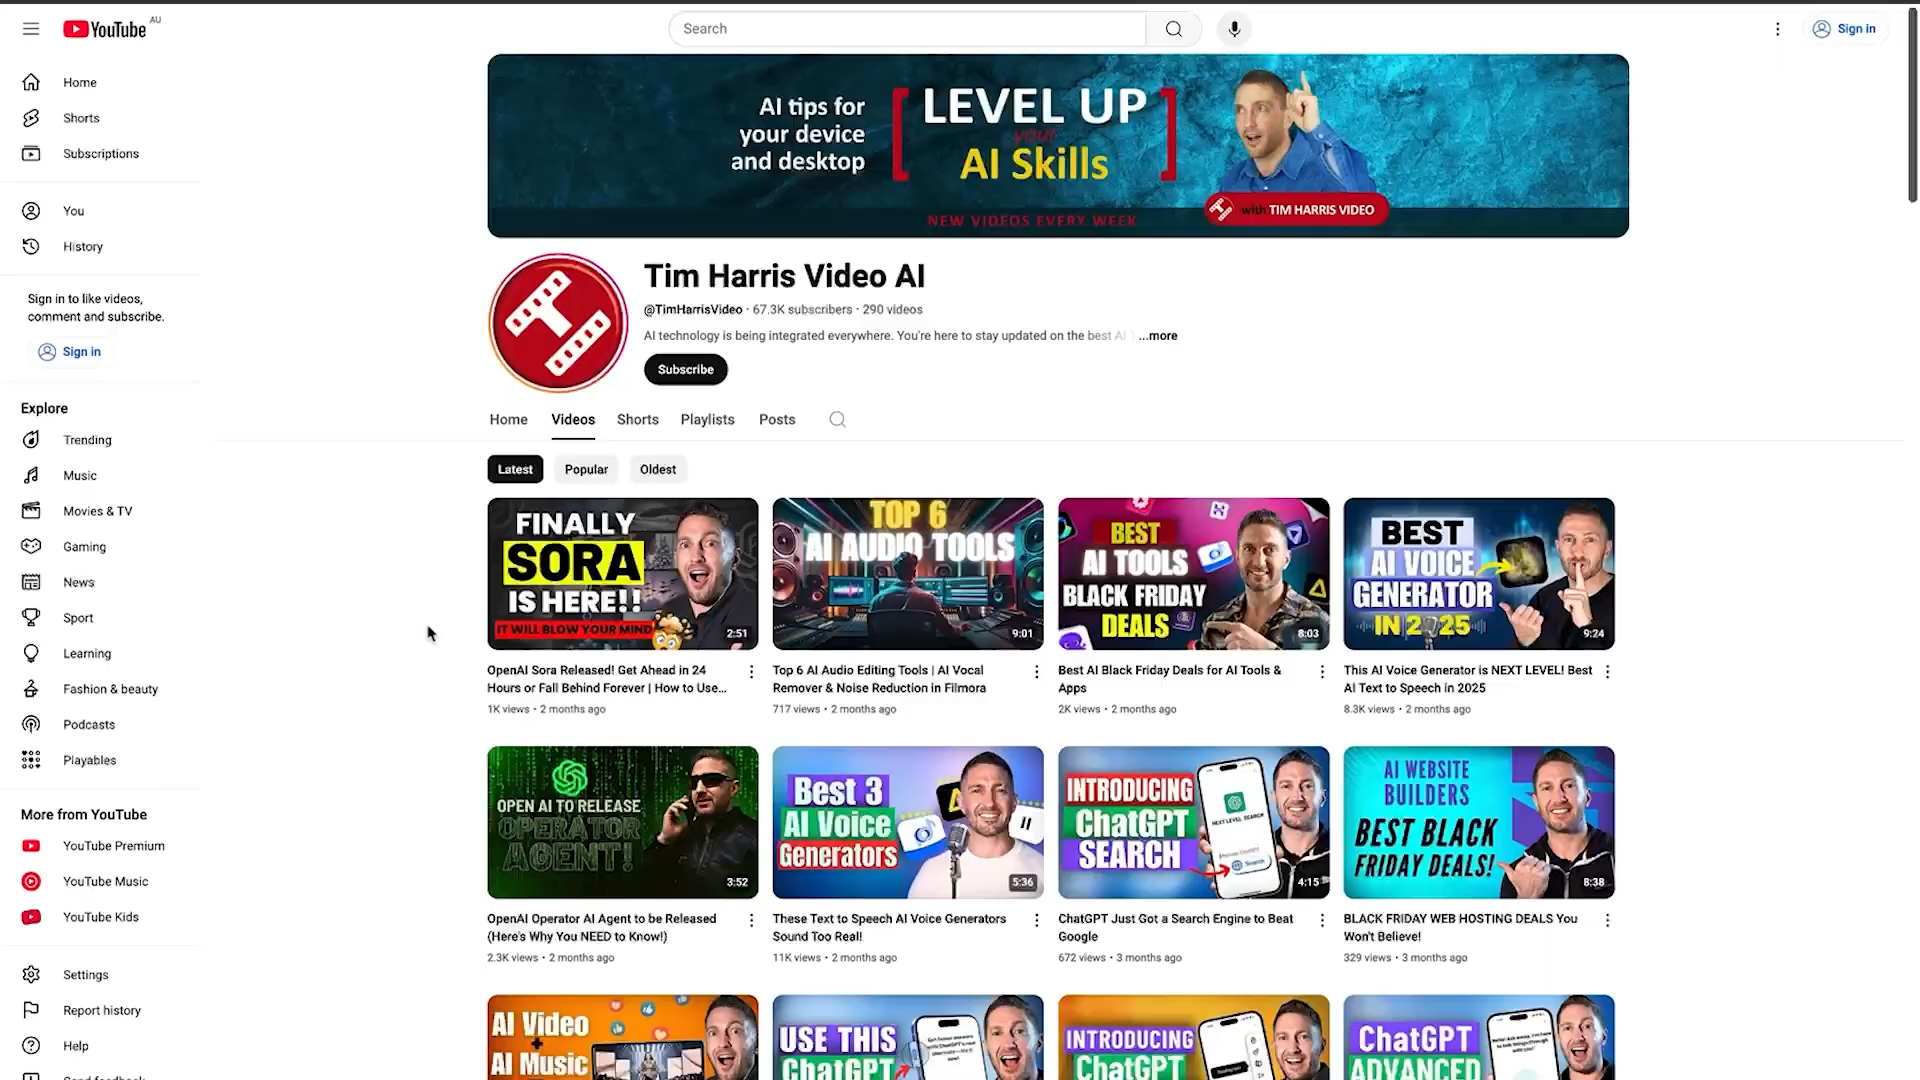 YouTube AU
Search
Sign in
Home
Shorts
Subscriptions
You
History
Sign in to like videos,
comment and subscribe.
Sign in
Explore
Trending
Music
Movies & TV
Gaming
News
Sport
Learning
Fashion & beauty
Podcasts
Playables
More from YouTube
YouTube Premium
YouTube Music
YouTube Kids
Settings
Report history
Help
Send feedback
AI tips for
your device
and desktop
LEVEL UP
your
AI Skills
NEW VIDEOS EVERY WEEK
with TIM HARRIS VIDEO
Tim Harris Video AI
@TimHarrisVideo · 67.3K subscribers · 290 videos
AI technology is being integrated everywhere. You're here to stay updated on the best AI ...more
Subscribe
Home Videos Shorts Playlists Posts
Latest Popular Oldest
FINALLY
SORA
IS HERE!!
IT WILL BLOW YOUR MIND
2:51
OpenAI Sora Released! Get Ahead in 24
Hours or Fall Behind Forever | How to Use...
1K views • 2 months ago
TOP 6
AI AUDIO TOOLS
9:01
Top 6 AI Audio Editing Tools | AI Vocal
Remover & Noise Reduction in Filmora
717 views • 2 months ago
BEST
AI TOOLS
BLACK FRIDAY
DEALS
8:03
Best AI Black Friday Deals for AI Tools &
Apps
2K views • 2 months ago
BEST
AI VOICE
GENERATOR
IN 2025
9:24
This AI Voice Generator is NEXT LEVEL! Best
AI Text to Speech in 2025
8.3K views • 2 months ago
OPEN AI TO RELEASE
OPERATOR
AGENT!
3:52
OpenAI Operator AI Agent to be Released
(Here's Why You NEED to Know!)
2.3K views • 2 months ago
Best 3
AI Voice
Generators
5:36
These Text to Speech AI Voice Generators
Sound Too Real!
11K views • 2 months ago
INTRODUCING
ChatGPT
SEARCH
NEXT LEVEL SEARCH
Search
4:15
ChatGPT Just Got a Search Engine to Beat
Google
672 views • 3 months ago
AI WEBSITE
BUILDERS
BEST BLACK
FRIDAY DEALS!
8:38
BLACK FRIDAY WEB HOSTING DEALS You
Won't Believe!
329 views • 3 months ago
AI Video
+
AI Music
USE THIS
ChatGPT
INTRODUCING
ChatGPT
ChatGPT
ADVANCED